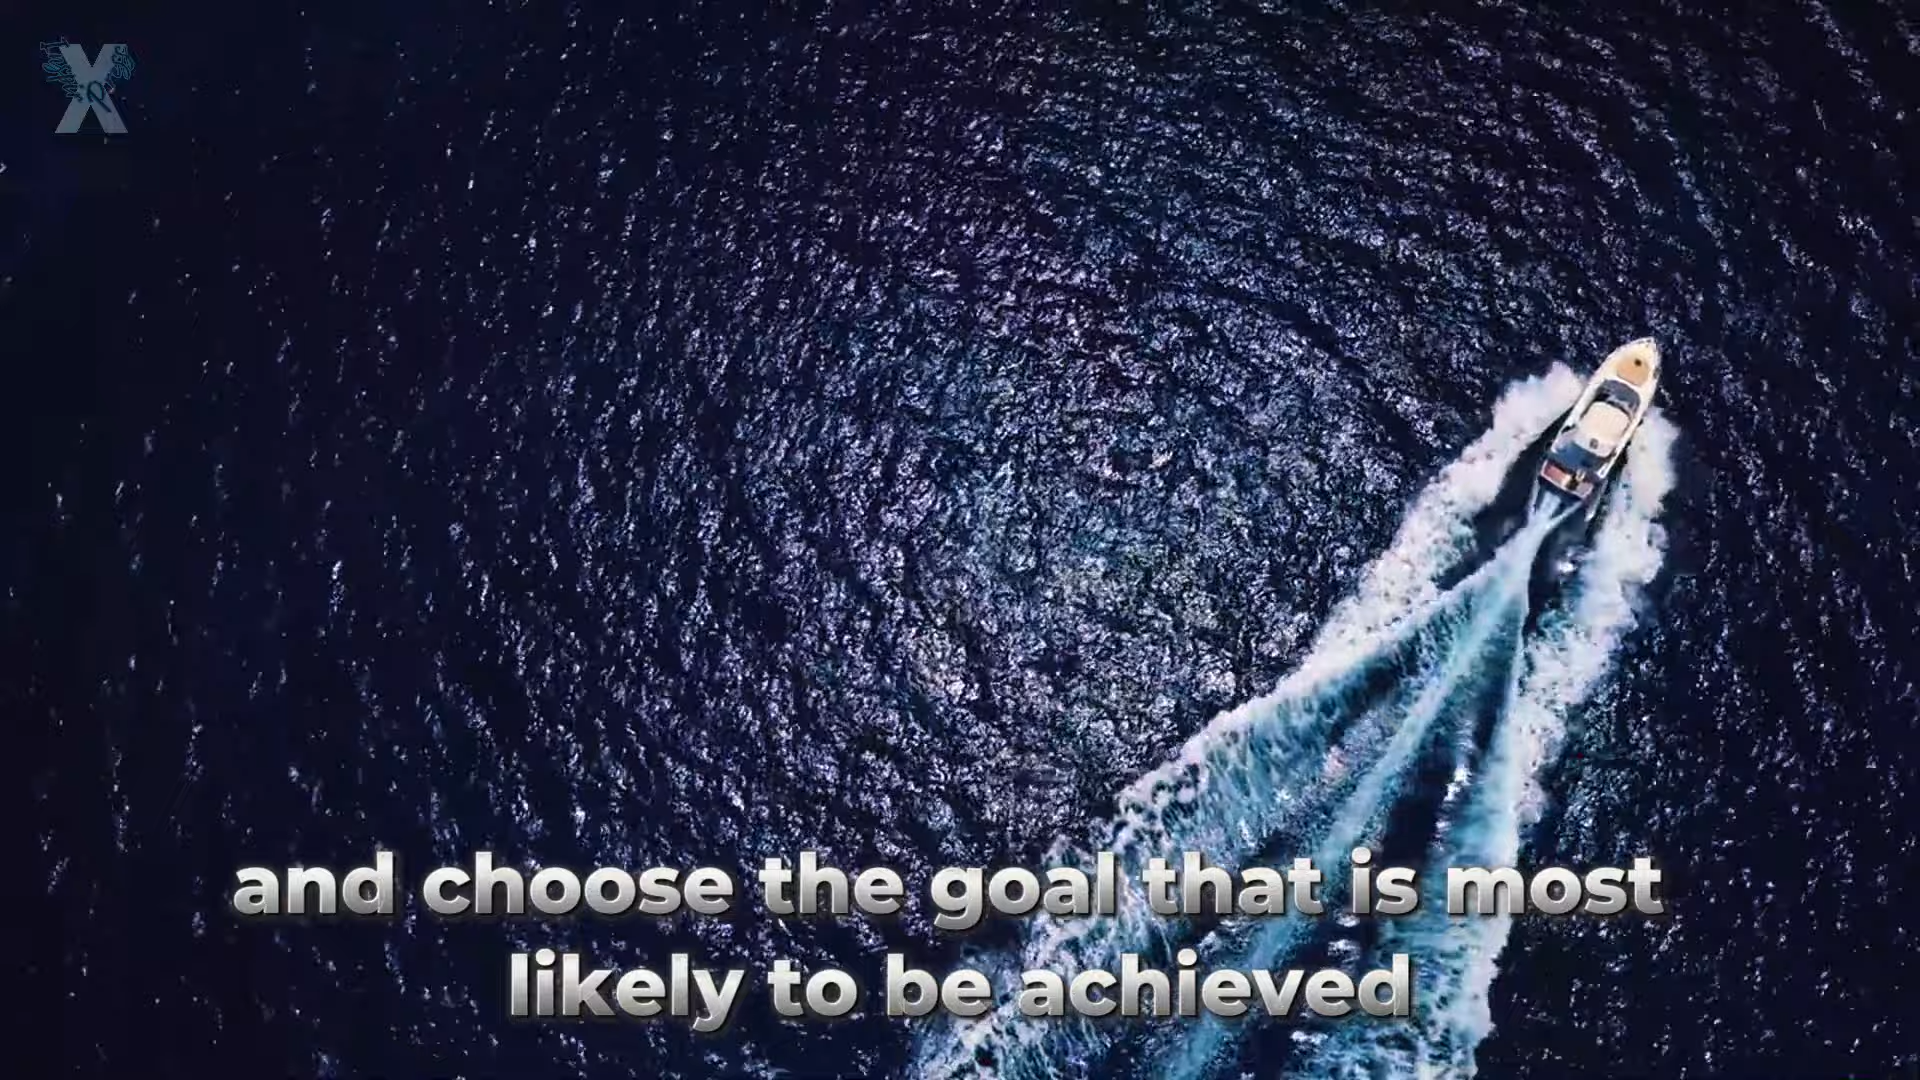 X
and choose the goal that is most
likely to be achieved